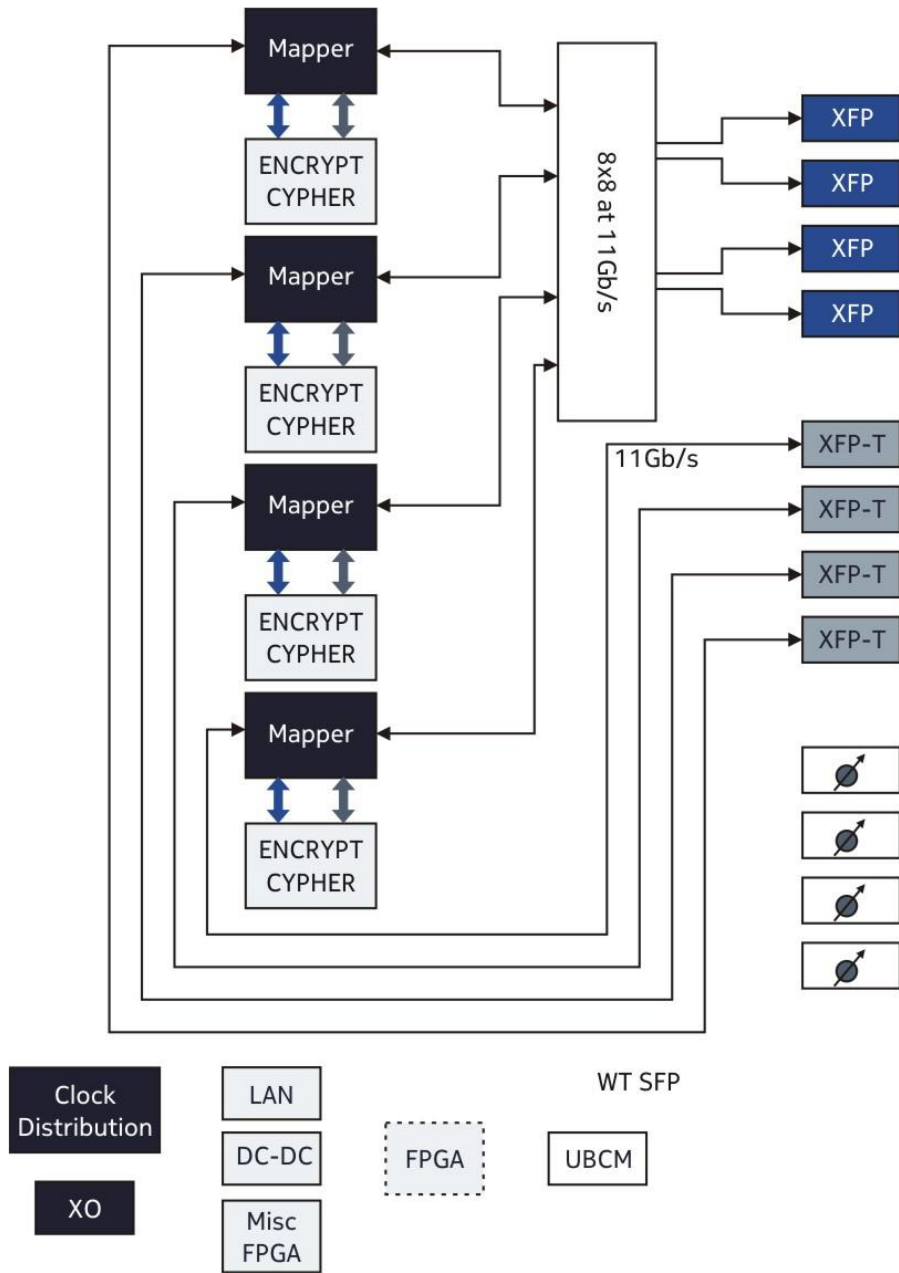 Mapper
ENCRYPT
CYPHER
Mapper
ENCRYPT
CYPHER
Mapper
ENCRYPT
CYPHER
Mapper
ENCRYPT
CYPHER
8x8 at 11Gb/s
XFP
XFP
XFP
XFP
11Gb/s
XFP-T
XFP-T
XFP-T
XFP-T
Clock
Distribution
XO
LAN
DC-DC
Misc
FPGA
FPGA
WT SFP
UBCM